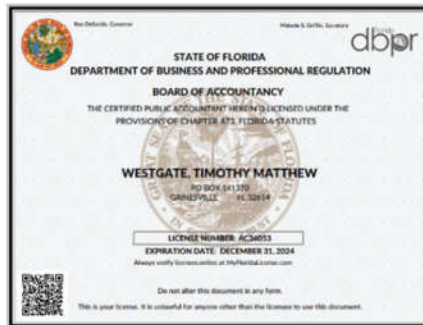 Ron DeSantis, Governor
Melanie S. Griffin, Secretary
dbpr
STATE OF FLORIDA
DEPARTMENT OF BUSINESS AND PROFESSIONAL REGULATION
BOARD OF ACCOUNTANCY
THE CERTIFIED PUBLIC ACCOUNTANT HEREIN IS LICENSED UNDER THE
PROVISIONS OF CHAPTER 473, FLORIDA STATUTES
WESTGATE, TIMOTHY MATTHEW
PO BOX 141370
GAINESVILLE FL 32614
LICENSE NUMBER: AC34053
EXPIRATION DATE: DECEMBER 31, 2024
Always verify licenses online at MyFloridaLicense.com
Do not alter this document in any form.
This is your license. It is unlawful for anyone other than the licensee to use this document.